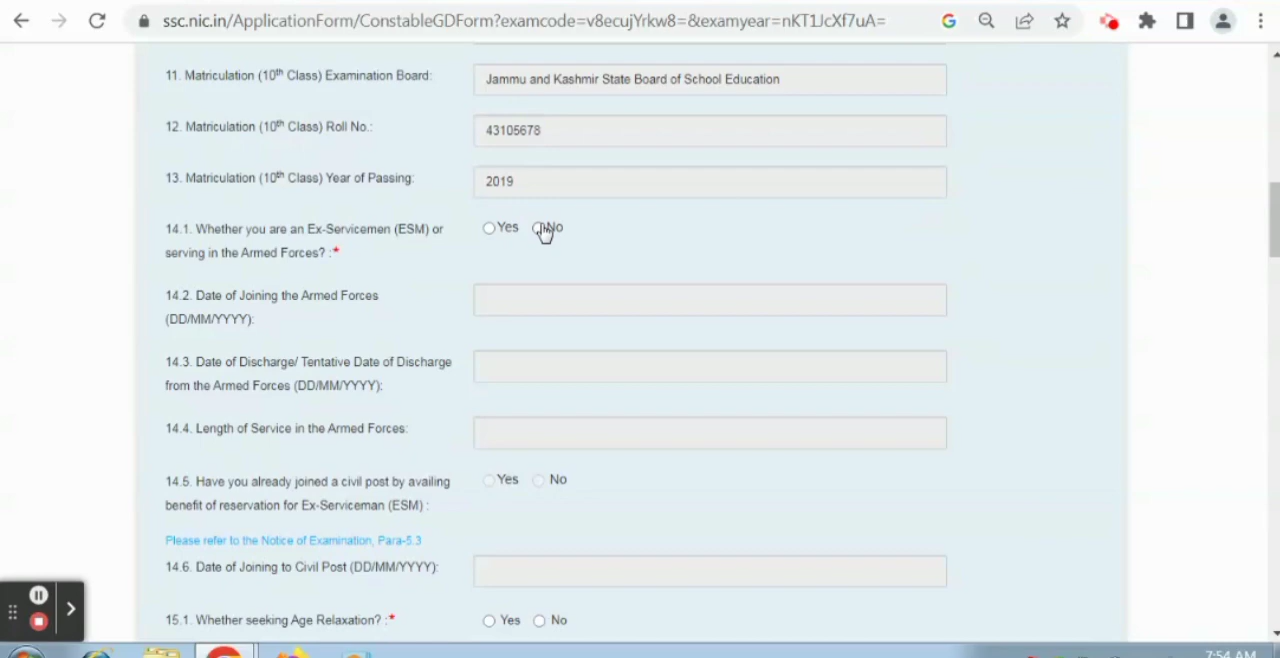 ssc.nic.in/ApplicationForm/ConstableGDForm?examcode=v8ecujYrkw8=&examyear=nKT1JcXf7uA=
11. Matriculation (10th Class) Examination Board: Jammu and Kashmir State Board of School Education
12. Matriculation (10th Class) Roll No.: 43105678
13. Matriculation (10th Class) Year of Passing: 2019
14.1. Whether you are an Ex-Servicemen (ESM) or Yes No
serving in the Armed Forces? :*
14.2. Date of Joining the Armed Forces
(DD/MM/YYYY):
14.3. Date of Discharge/ Tentative Date of Discharge
from the Armed Forces (DD/MM/YYYY):
14.4. Length of Service in the Armed Forces:
14.5. Have you already joined a civil post by availing Yes No
benefit of reservation for Ex-Serviceman (ESM) :
Please refer to the Notice of Examination, Para-5.3
14.6. Date of Joining to Civil Post (DD/MM/YYYY):
15.1. Whether seeking Age Relaxation? :* Yes No
7:54 AM